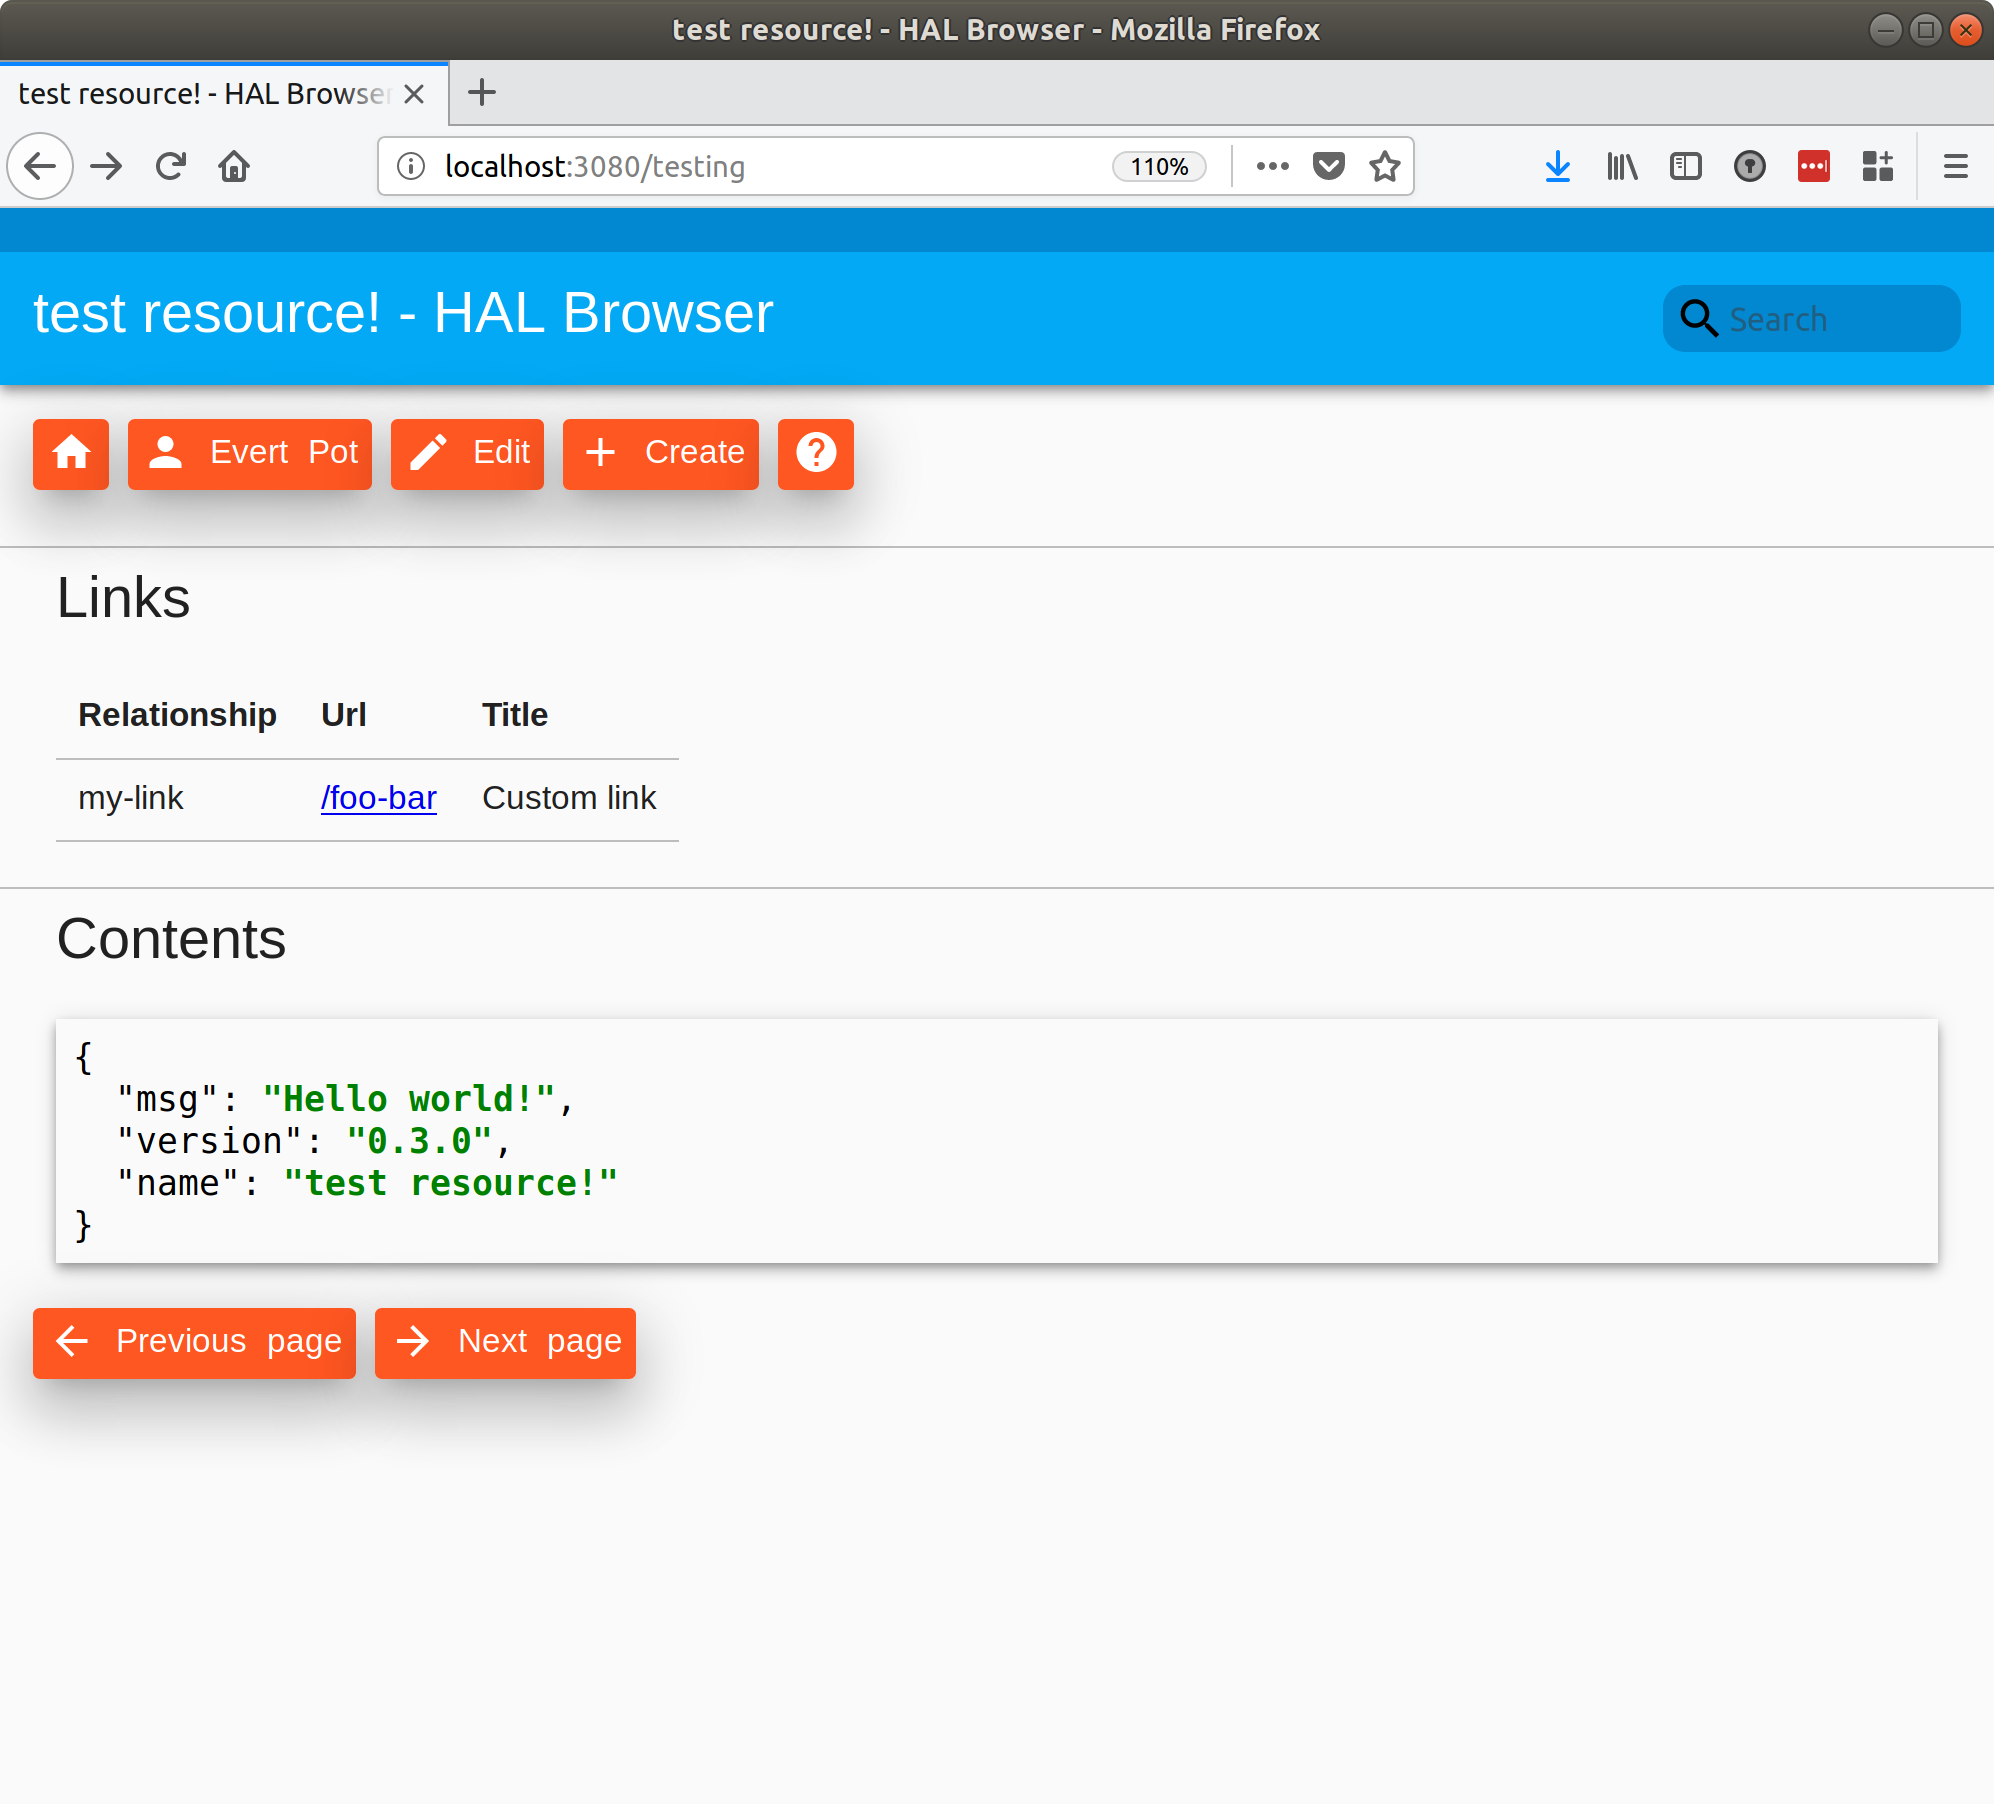 test resource! - HAL Browser - Mozilla Firefox
test resource! - HAL Browser
localhost:3080/testing 110%
test resource! - HAL Browser
Search
Evert Pot Edit Create
Links
Relationship Url Title
my-link /foo-bar Custom link
Contents
{
"msg": "Hello world!",
"version": "0.3.0",
"name": "test resource!"
}
Previous page Next page